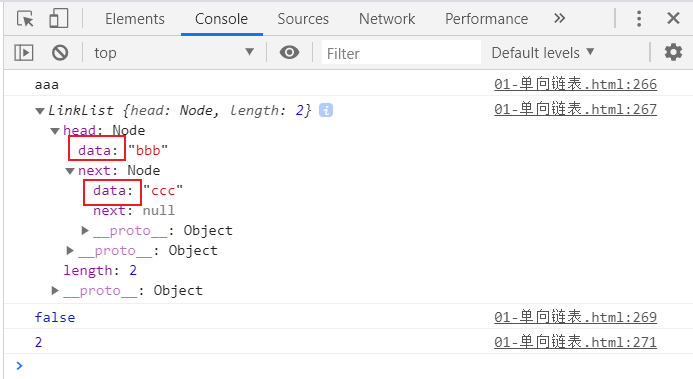 Elements Console Sources Network Performance »
top Filter Default levels
aaa 01-单向链表.html:266
LinkList {head: Node, length: 2} i 01-单向链表.html:267
head: Node
data: "bbb"
next: Node
data: "ccc"
next: null
__proto__: Object
__proto__: Object
length: 2
__proto__: Object
false 01-单向链表.html:269
2 01-单向链表.html:271